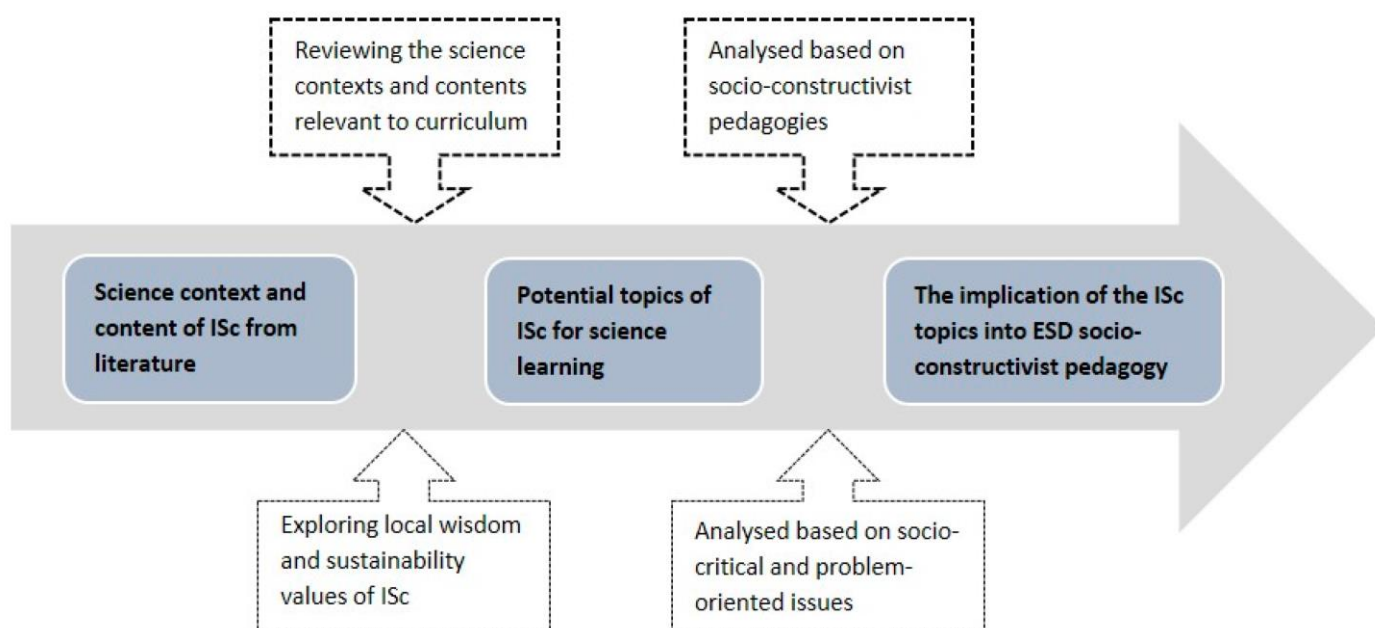 Reviewing the science
contexts and contents
relevant to curriculum
Analysed based on
socio-constructivist
pedagogies
Science context and
content of ISc from
literature
Potential topics of
ISc for science
learning
The implication of the ISc
topics into ESD socio-
constructivist pedagogy
Exploring local wisdom
and sustainability
values of ISc
Analysed based on socio-
critical and problem-
oriented issues